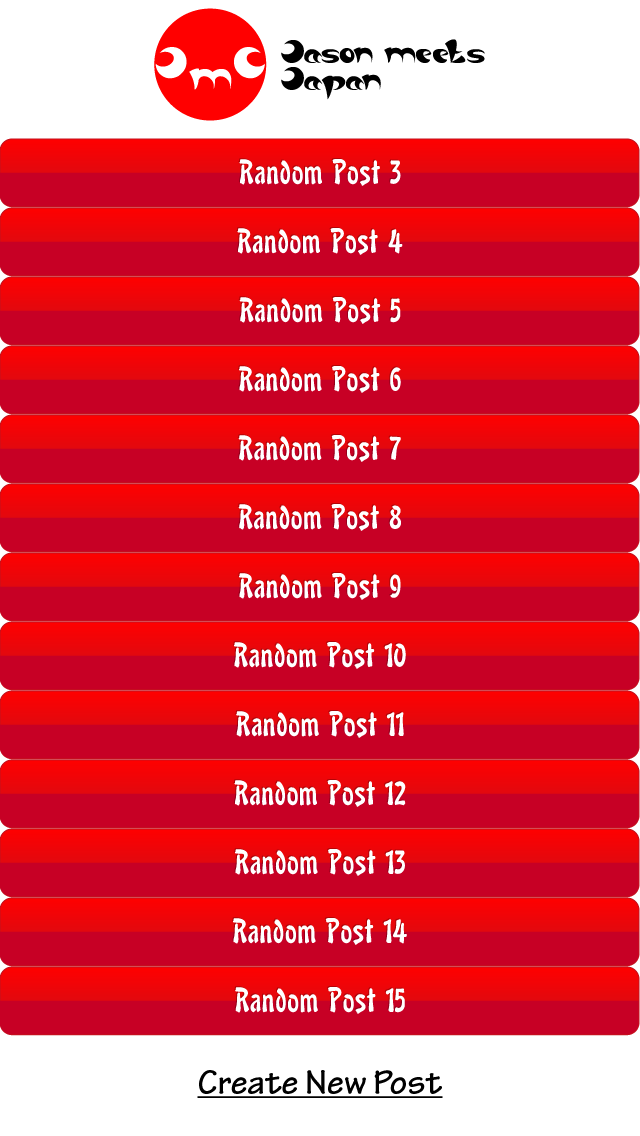 Jason meets
Japan
Random Post 3
Random Post 4
Random Post 5
Random Post 6
Random Post 7
Random Post 8
Random Post 9
Random Post 10
Random Post 11
Random Post 12
Random Post 13
Random Post 14
Random Post 15
Create New Post